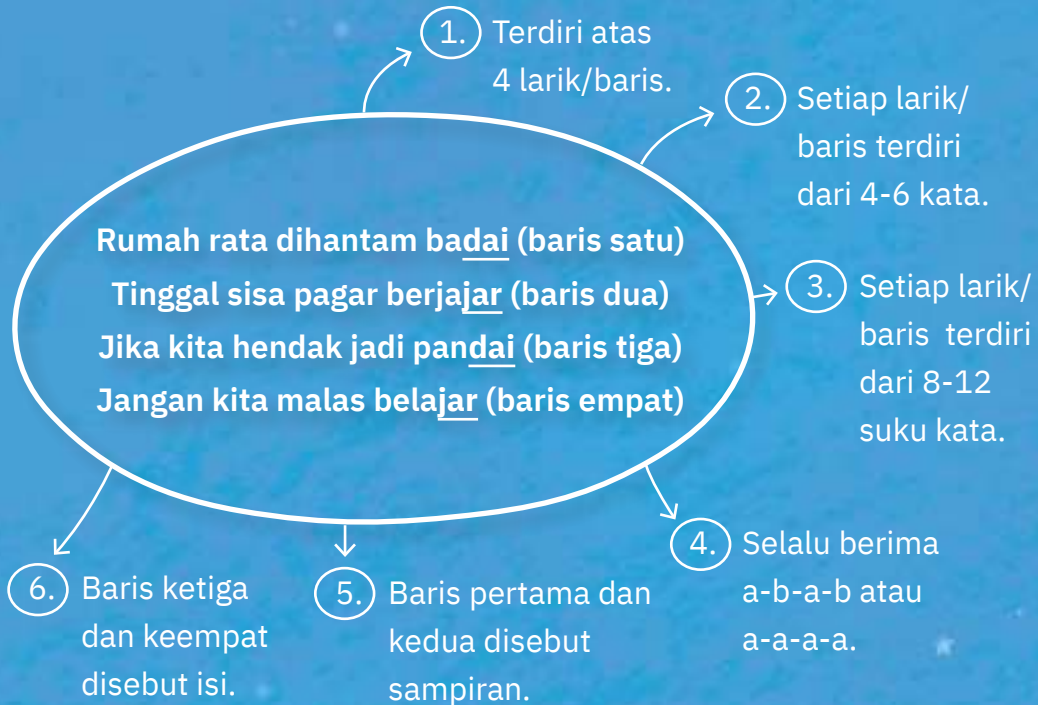 1. Terdiri atas
4 larik/baris.
2. Setiap larik/
baris terdiri
dari 4-6 kata.
Rumah rata dihantam badai (baris satu)
Tinggal sisa pagar berjajar (baris dua)
Jika kita hendak jadi pandai (baris tiga)
Jangan kita malas belajar (baris empat)
3. Setiap larik/
baris terdiri
dari 8-12
suku kata.
4. Selalu berima
a-b-a-b atau
a-a-a-a.
5. Baris pertama dan
kedua disebut
sampiran.
6. Baris ketiga
dan keempat
disebut isi.